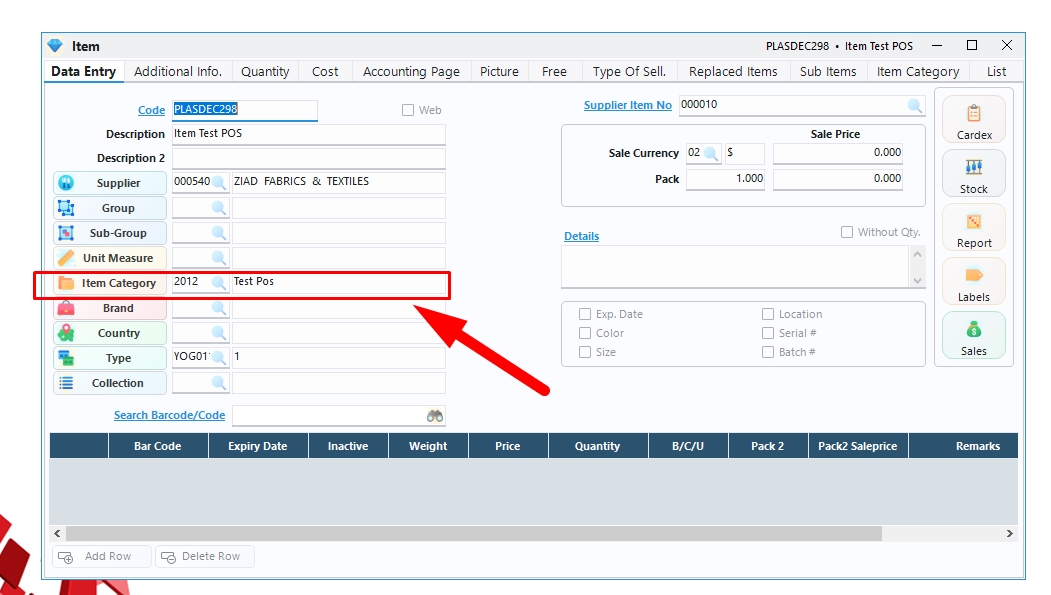 Item
PLASDEC298 • Item Test POS
Data Entry Additional Info. Quantity Cost Accounting Page Picture Free Type Of Sell. Replaced Items Sub Items Item Category List
Code PLASDEC298 Web
Description Item Test POS
Description 2
Supplier 000540 ZIAD FABRICS & TEXTILES
Group
Sub-Group
Unit Measure
Item Category 2012 Test Pos
Brand
Country
Type YOG01 1
Collection
Search Barcode/Code
Supplier Item No 000010
Sale Price
Sale Currency 02 $ 0.000
Pack 1.000 0.000
Details Without Qty.
Exp. Date Location
Color Serial #
Size Batch #
Cardex
Stock
Report
Labels
Sales
Bar Code Expiry Date Inactive Weight Price Quantity B/C/U Pack 2 Pack2 Saleprice Remarks
Add Row Delete Row